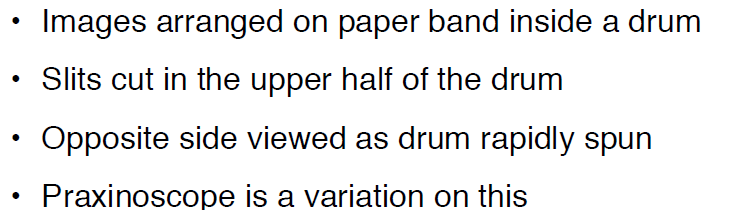 • Images arranged on paper band inside a drum
• Slits cut in the upper half of the drum
• Opposite side viewed as drum rapidly spun
• Praxinoscope is a variation on this